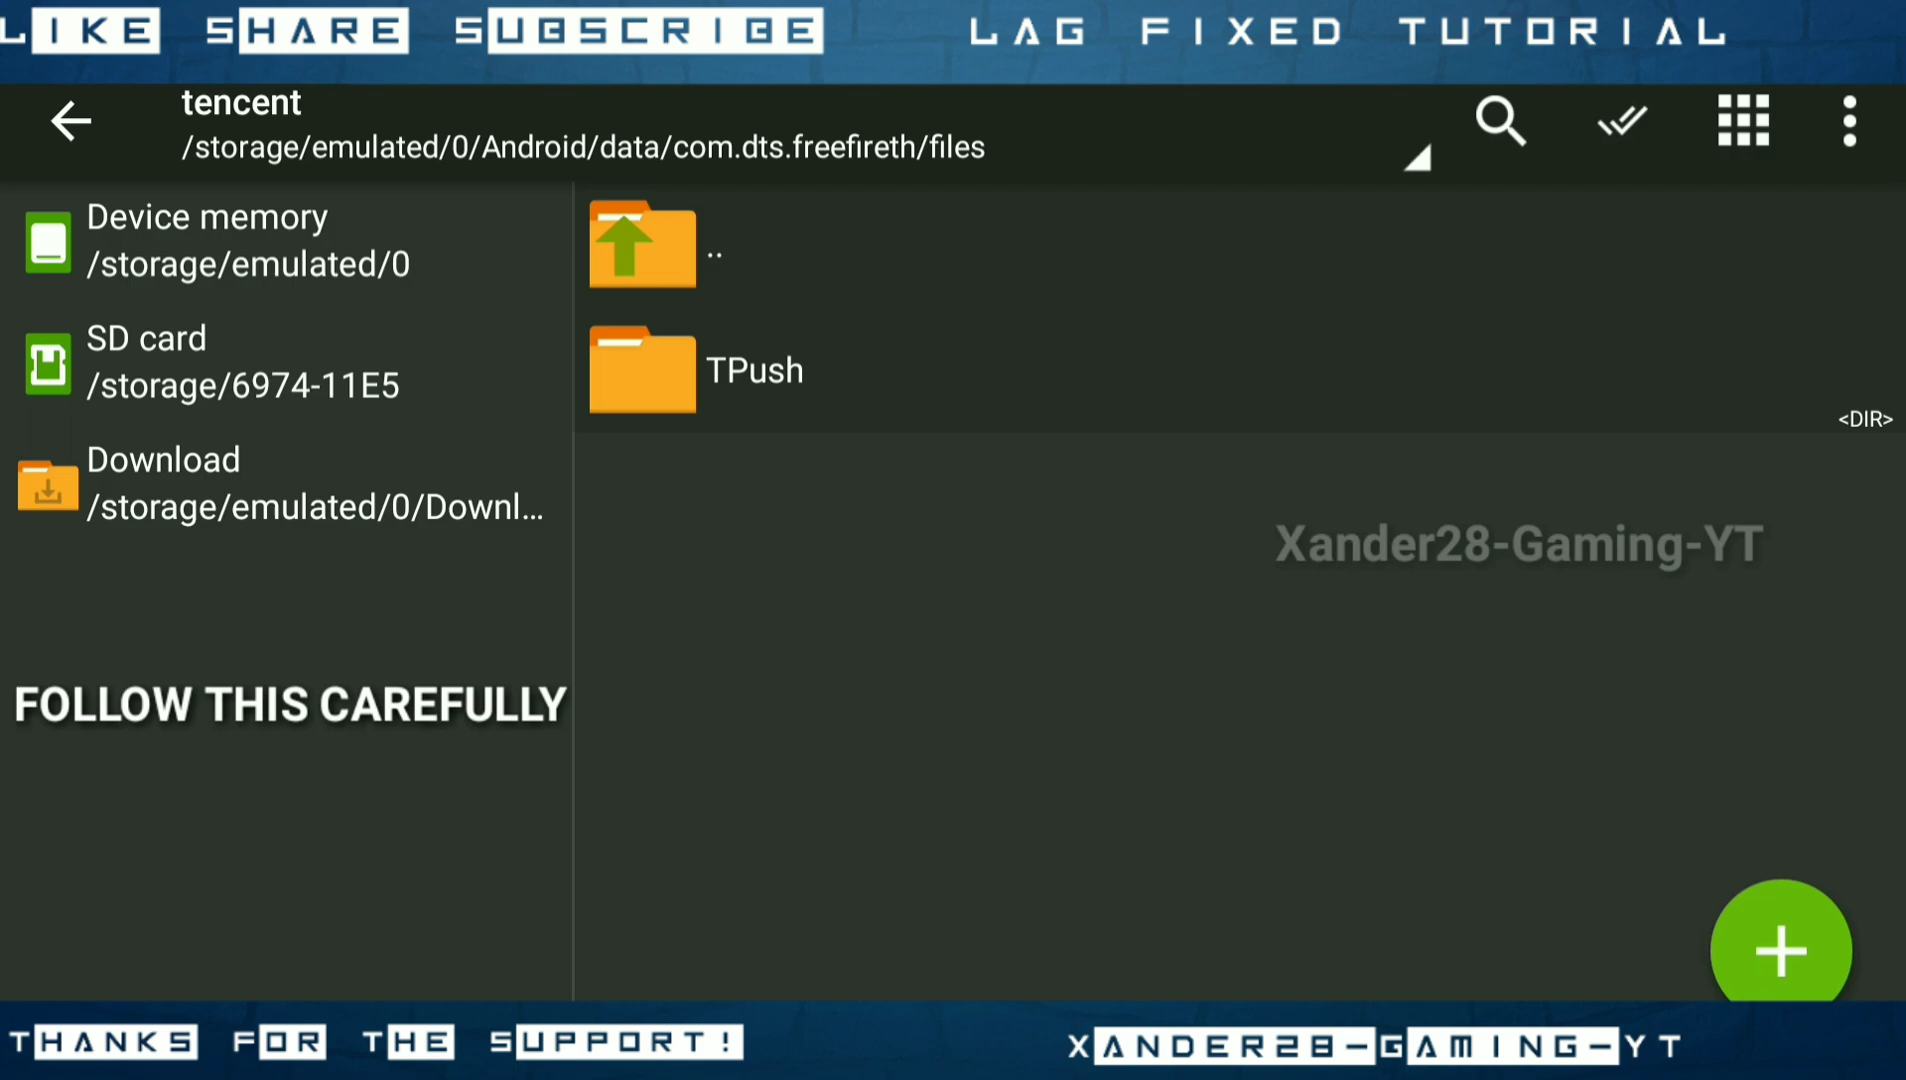 LIKE SHARE SUBSCRIBE LAG FIXED TUTORIAL
tencent
/storage/emulated/0/Android/data/com.dts.freefireth/files
Device memory
/storage/emulated/0
SD card
/storage/6974-11E5
Download
/storage/emulated/0/Downl...
FOLLOW THIS CAREFULLY
..
TPush
<DIR>
Xander28-Gaming-YT
THANKS FOR THE SUPPORT! XANDER28-GAMING-YT